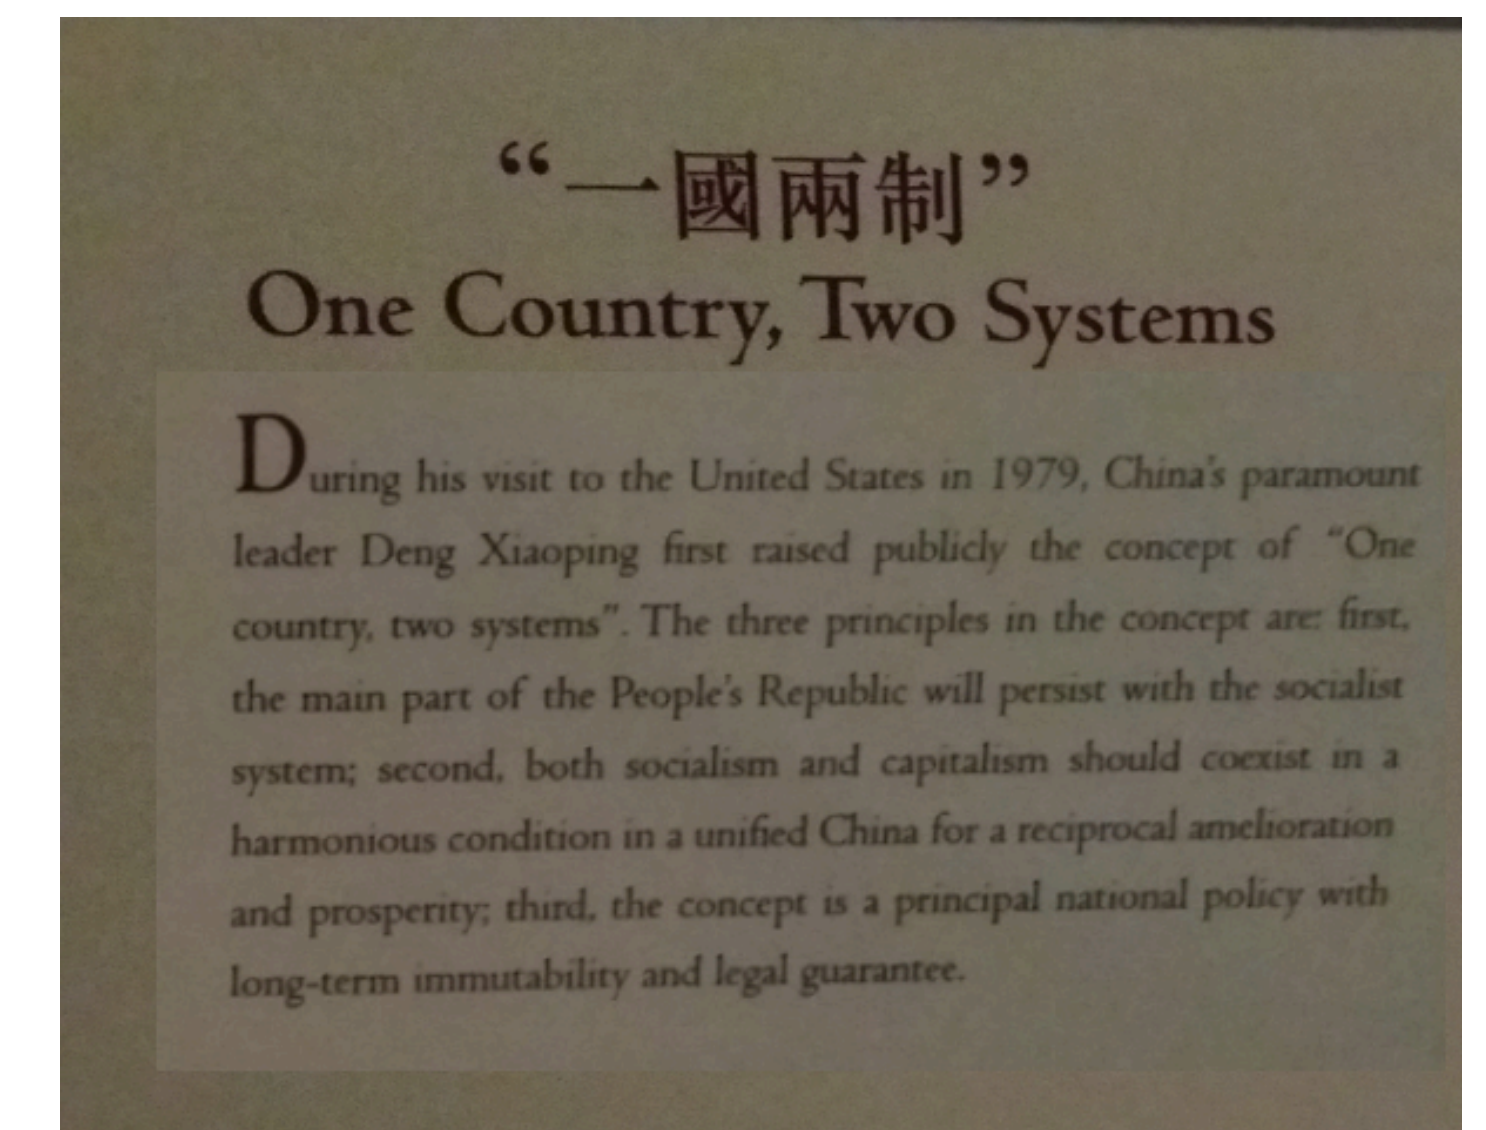 “一國兩制”
One Country, Two Systems
During his visit to the United States in 1979, China's paramount
leader Deng Xiaoping first raised publicly the concept of “One
country, two systems”. The three principles in the concept are: first,
the main part of the People's Republic will persist with the socialist
system; second, both socialism and capitalism should coexist in a
harmonious condition in a unified China for a reciprocal amelioration
and prosperity; third, the concept is a principal national policy with
long-term immutability and legal guarantee.